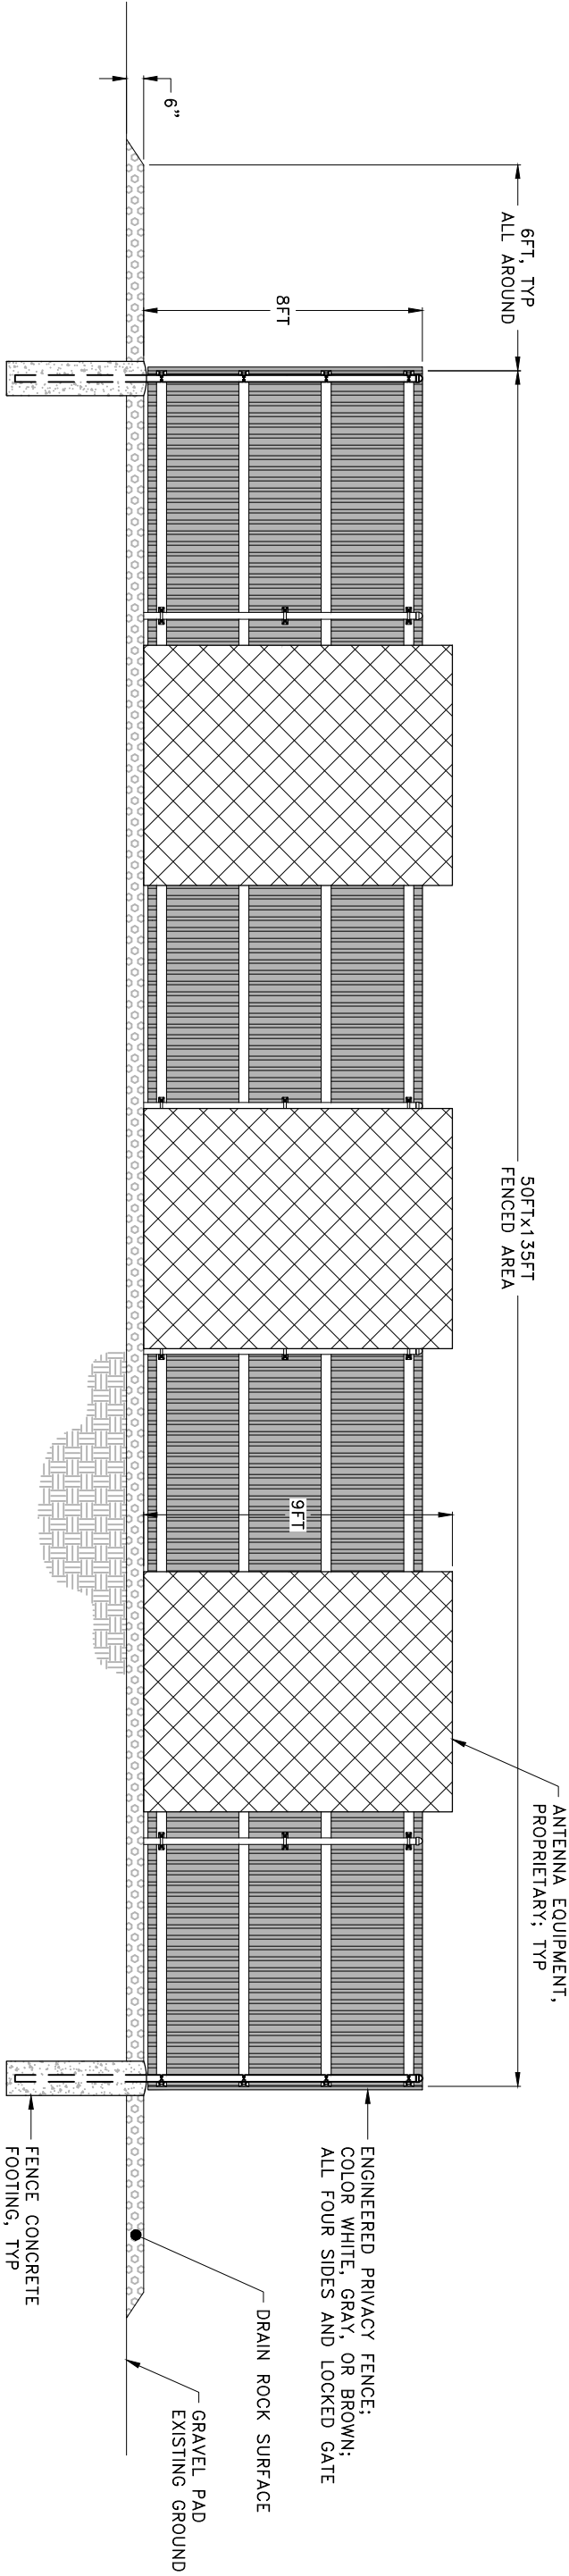 6"
6FT, TYP
ALL AROUND
8FT
50FTx135FT
FENCED AREA
9FT
ANTENNA EQUIPMENT,
PROPRIETARY; TYP
ENGINEERED PRIVACY FENCE;
COLOR WHITE, GRAY, OR BROWN;
ALL FOUR SIDES AND LOCKED GATE
DRAIN ROCK SURFACE
GRAVEL PAD
EXISTING GROUND
FENCE CONCRETE
FOOTING, TYP